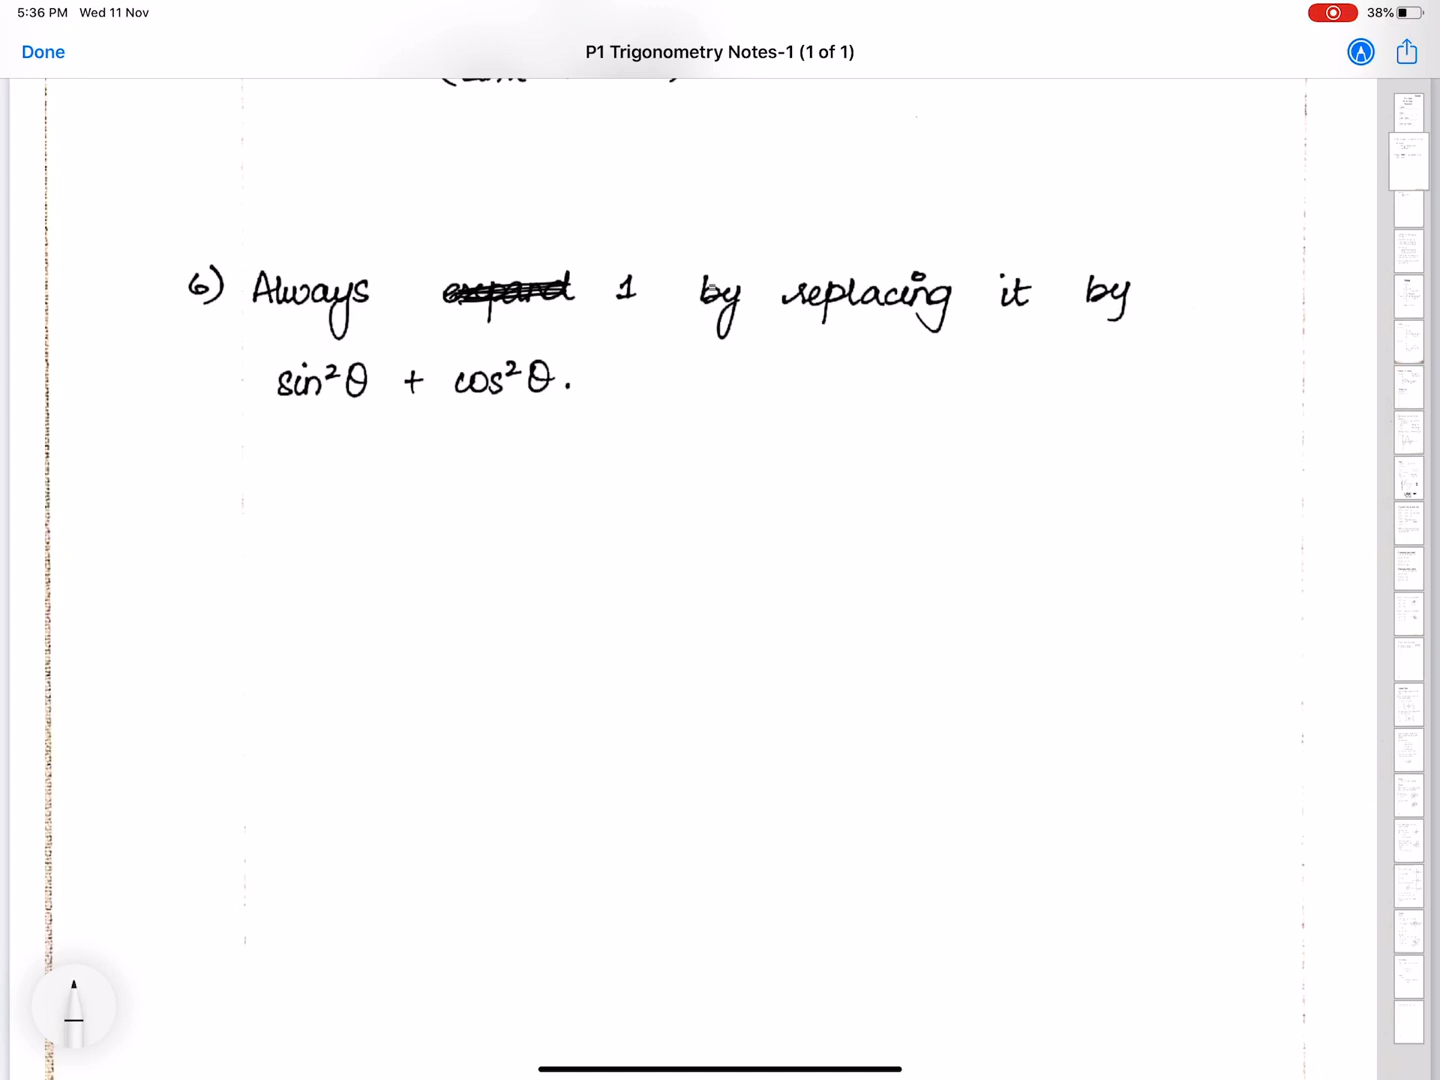 5:36 PM Wed 11 Nov
38%
Done
P1 Trigonometry Notes-1 (1 of 1)
6) Always expand 1 by replacing it by
sin²θ + cos²θ.